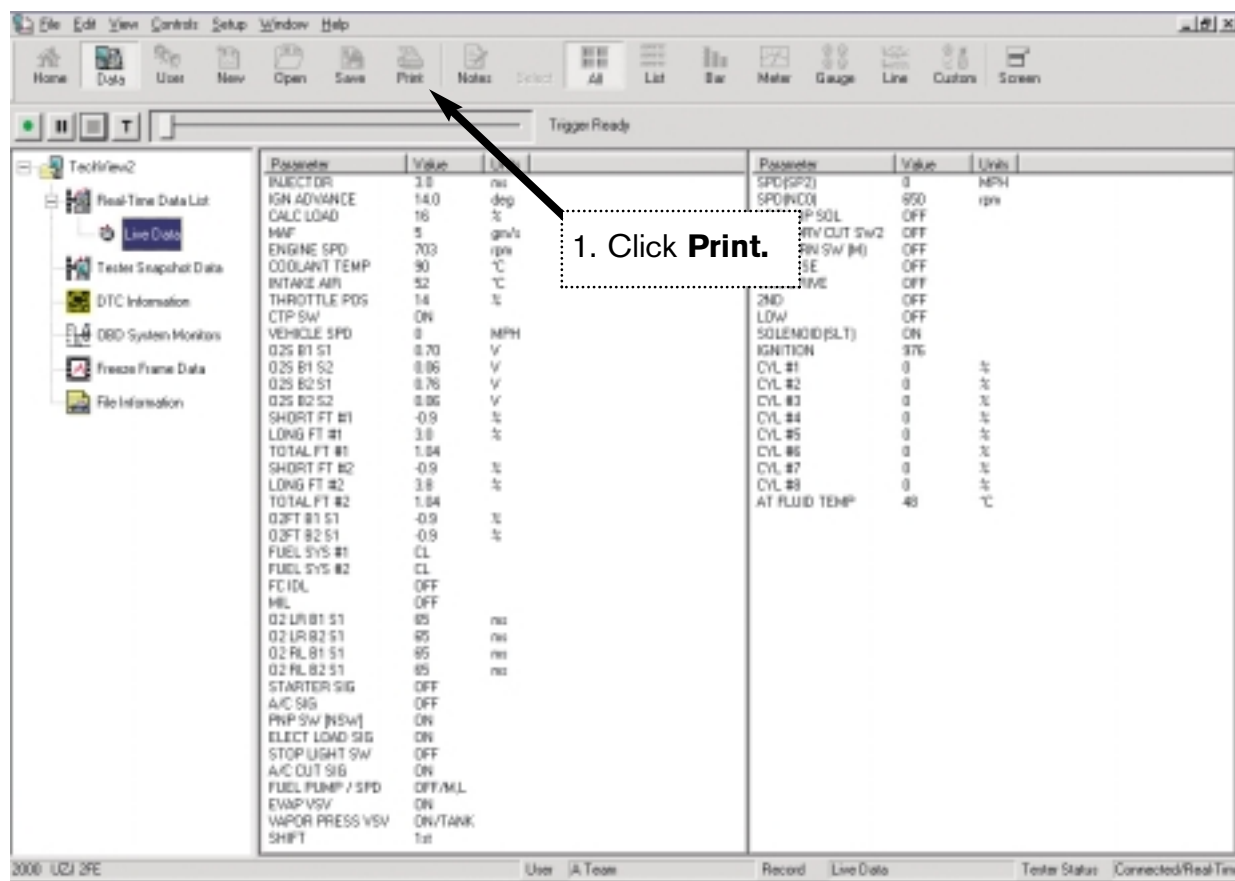 File Edit View Controls Setup Window Help
Home Data User New Open Save Print Notes Select All List Bar Meter Gauge Line Custom Screen
T Trigger Ready
TechView2
Real-Time Data List
Live Data
Tester Snapshot Data
DTC Information
OBD System Monitors
Freeze Frame Data
File Information
Parameter Value Units
INJECTOR 3.0 ms
IGN ADVANCE 14.0 deg
CALC LOAD 16 %
MAF 5 gm/s
ENGINE SPD 703 rpm
COOLANT TEMP 90 °C
INTAKE AIR 52 °C
THROTTLE POS 14 %
CTP SW ON
VEHICLE SPD 0 MPH
O2S B1 S1 0.70 V
O2S B1 S2 0.06 V
O2S B2 S1 0.76 V
O2S B2 S2 0.06 V
SHORT FT #1 -0.9 %
LONG FT #1 3.0 %
TOTAL FT #1 1.04
SHORT FT #2 -0.9 %
LONG FT #2 3.8 %
TOTAL FT #2 1.04
O2FT B1 S1 -0.9 %
O2FT B2 S1 -0.9 %
FUEL SYS #1 CL
FUEL SYS #2 CL
FC IDL OFF
MIL OFF
O2 LR B1 S1 65 ms
O2 LR B2 S1 65 ms
O2 RL B1 S1 65 ms
O2 RL B2 S1 65 ms
STARTER SIG OFF
A/C SIG OFF
PNP SW [NSW] ON
ELECT LOAD SIG ON
STOP LIGHT SW OFF
A/C CUT SIG ON
FUEL PUMP / SPD OFF/M,L
EVAP VSV ON
VAPOR PRESS VSV ON/TANK
SHIFT 1st
Parameter Value Units
SPD(SP2) 0 MPH
SPD(NC0) 650 rpm
SOL OFF
CUT SW2 OFF
SW (M) OFF
OFF
OFF
2ND OFF
LOW OFF
SOLENOID(SLT) ON
IGNITION 976
CYL #1 0 %
CYL #2 0 %
CYL #3 0 %
CYL #4 0 %
CYL #5 0 %
CYL #6 0 %
CYL #7 0 %
CYL #8 0 %
AT FLUID TEMP 48 °C
1. Click Print.
2000 UZJ 2FE User A Team Record Live Data Tester Status Connected/Real-Tim